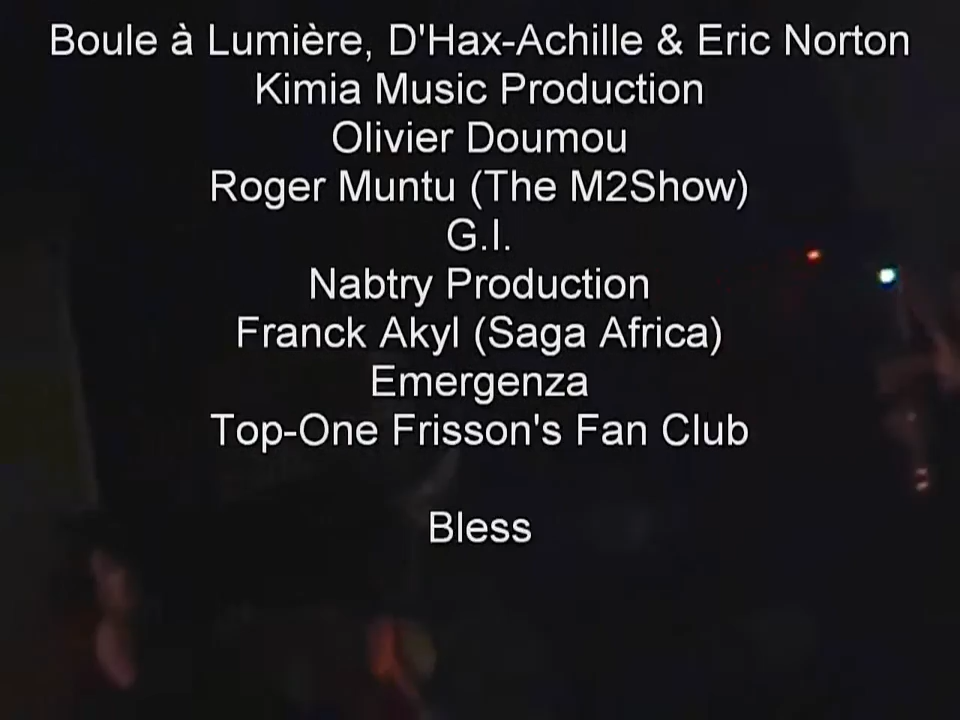 Boule à Lumière, D'Hax-Achille & Eric Norton
Kimia Music Production
Olivier Doumou
Roger Muntu (The M2Show)
G.I.
Nabtry Production
Franck Akyl (Saga Africa)
Emergenza
Top-One Frisson's Fan Club
Bless